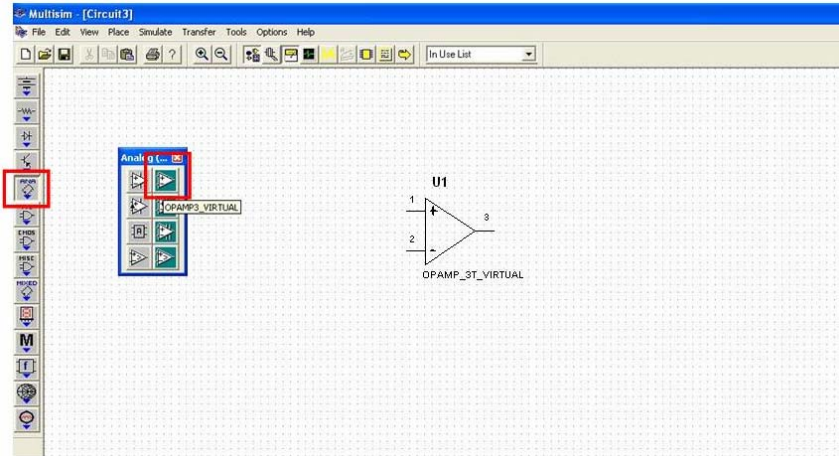 Multisim - [Circuit3]
File Edit View Place Simulate Transfer Tools Options Help
In Use List
ANA
CMOS
MISC
MIXED
M
f
Analog (...
A
OPAMP3_VIRTUAL
U1
1
+
3
2
-
OPAMP_3T_VIRTUAL